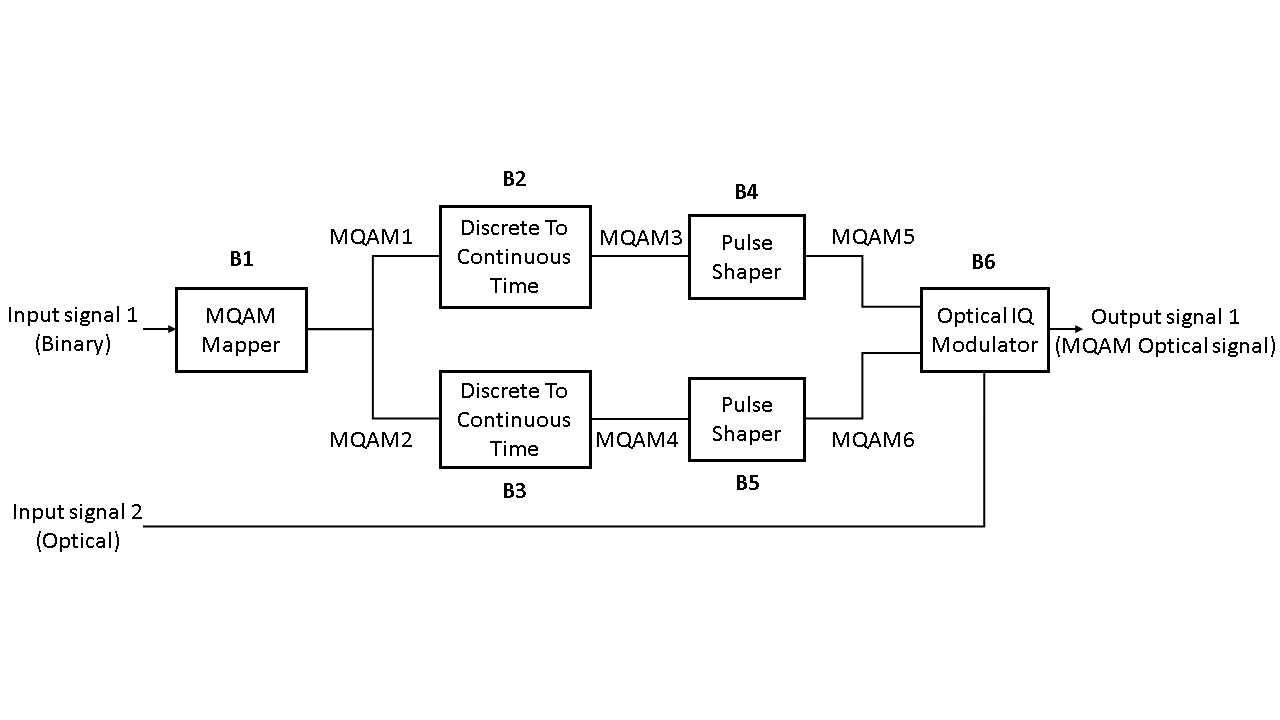 B1
Input signal 1
(Binary)
MQAM
Mapper
MQAM1
MQAM2
B2
Discrete To
Continuous
Time
MQAM3
B4
Pulse
Shaper
MQAM5
Discrete To
Continuous
Time
B3
MQAM4
Pulse
Shaper
B5
MQAM6
B6
Optical IQ
Modulator
Output signal 1
(MQAM Optical signal)
Input signal 2
(Optical)